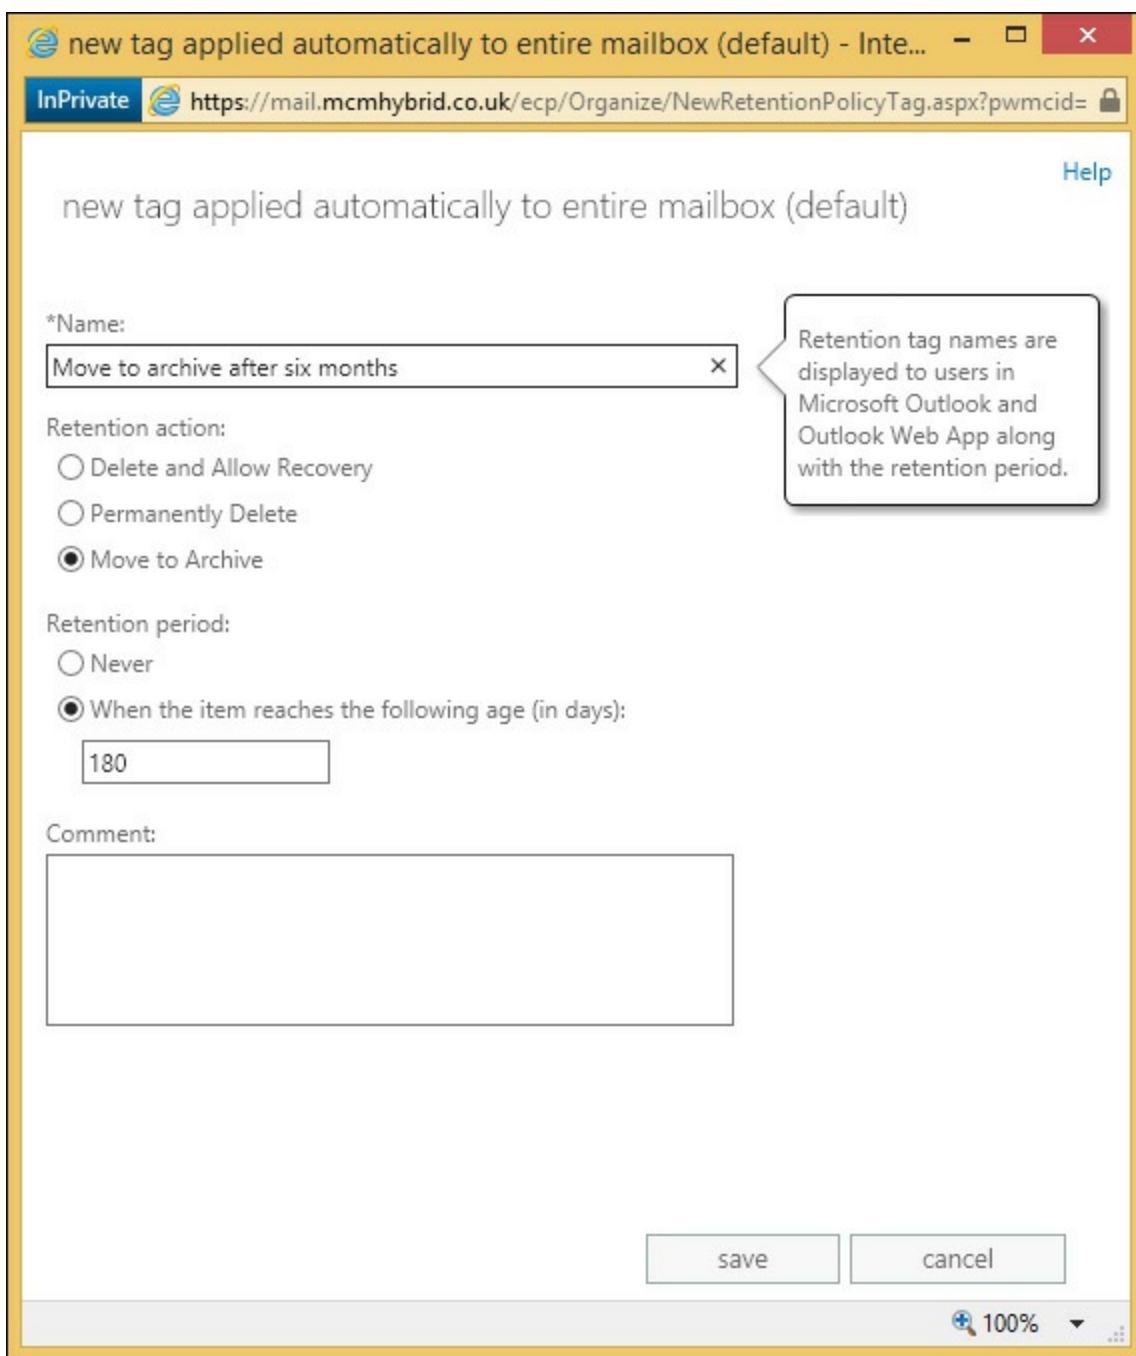 new tag applied automatically to entire mailbox (default) - Inte...
InPrivate https://mail.mcmhybrid.co.uk/ecp/Organize/NewRetentionPolicyTag.aspx?pwmcid=
Help
new tag applied automatically to entire mailbox (default)
*Name:
Move to archive after six months
Retention tag names are
displayed to users in
Microsoft Outlook and
Outlook Web App along
with the retention period.
Retention action:
Delete and Allow Recovery
Permanently Delete
Move to Archive
Retention period:
Never
When the item reaches the following age (in days):
180
Comment:
save cancel
100%